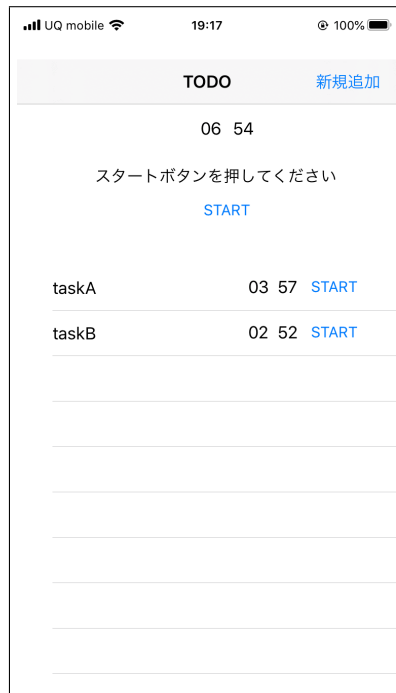 UQ mobile 19:17 100%
TODO 新規追加
06 54
スタートボタンを押してください
START
taskA 03 57 START
taskB 02 52 START